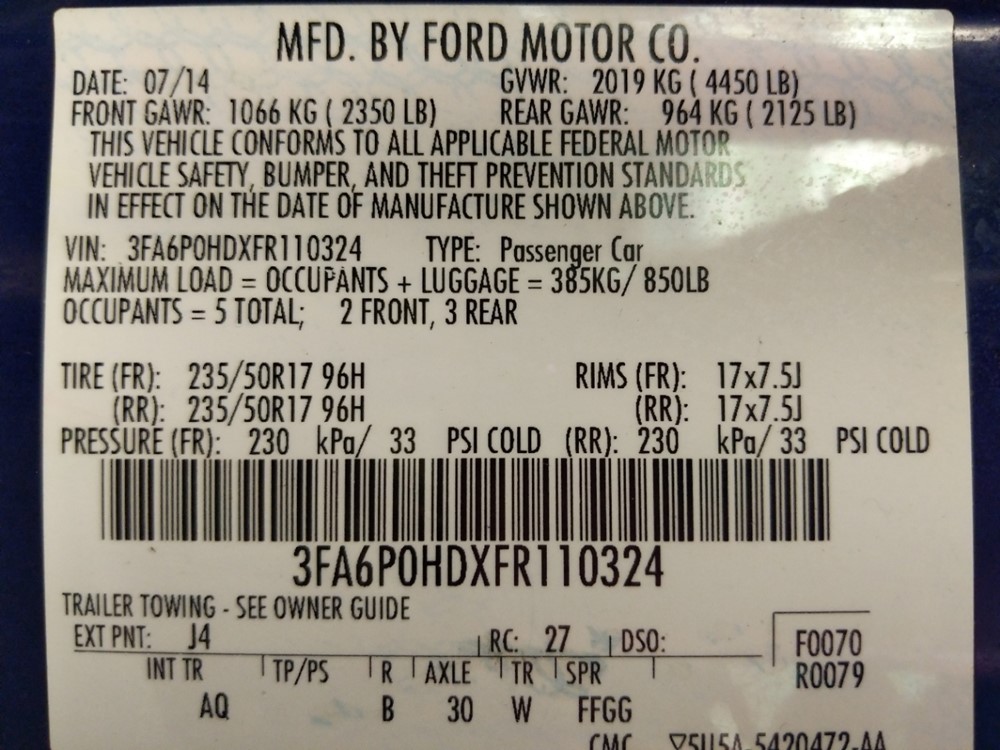 MFD. BY FORD MOTOR CO.
DATE: 07/14 GVWR: 2019 KG ( 4450 LB)
FRONT GAWR: 1066 KG ( 2350 LB) REAR GAWR: 964 KG ( 2125 LB)
THIS VEHICLE CONFORMS TO ALL APPLICABLE FEDERAL MOTOR
VEHICLE SAFETY, BUMPER, AND THEFT PREVENTION STANDARDS
IN EFFECT ON THE DATE OF MANUFACTURE SHOWN ABOVE.
VIN: 3FA6P0HDXFR110324 TYPE: Passenger Car
MAXIMUM LOAD = OCCUPANTS + LUGGAGE = 385KG/ 850LB
OCCUPANTS = 5 TOTAL; 2 FRONT, 3 REAR
TIRE (FR): 235/50R17 96H RIMS (FR): 17x7.5J
(RR): 235/50R17 96H (RR): 17x7.5J
PRESSURE (FR): 230 kPa/ 33 PSI COLD (RR): 230 kPa/ 33 PSI COLD
3FA6P0HDXFR110324
TRAILER TOWING - SEE OWNER GUIDE
EXT PNT: J4 RC: 27 DSO: F0070
INT TR TP/PS R AXLE TR SPR R0079
AQ B 30 W FFGG
CMC ▽5U5A-5420472-AA